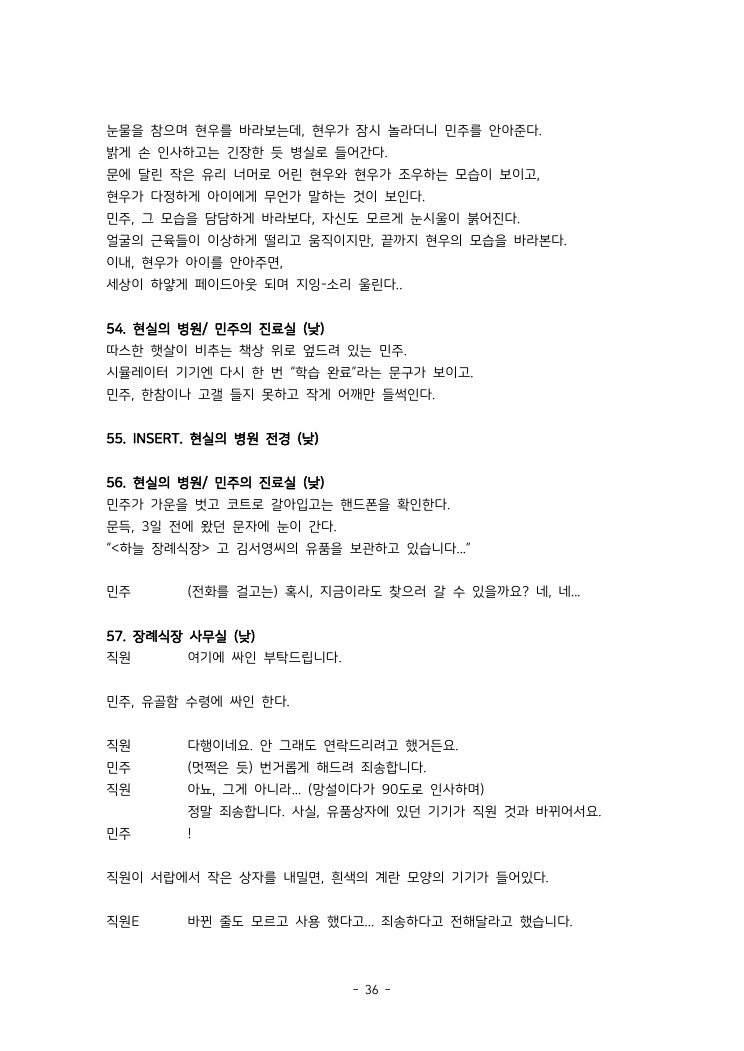 눈물을 참으며 현우를 바라보는데, 현우가 잠시 놀라더니 민주를 안아준다.
밝게 손 인사하고는 긴장한 듯 병실로 들어간다.
문에 달린 작은 유리 너머로 어린 현우와 현우가 조우하는 모습이 보이고,
현우가 다정하게 아이에게 무언가 말하는 것이 보인다.
민주, 그 모습을 담담하게 바라보다, 자신도 모르게 눈시울이 붉어진다.
얼굴의 근육들이 이상하게 떨리고 움직이지만, 끝까지 현우의 모습을 바라본다.
이내, 현우가 아이를 안아주면,
세상이 하얗게 페이드아웃 되며 지잉-소리 울린다..
54. 현실의 병원/ 민주의 진료실 (낮)
따스한 햇살이 비추는 책상 위로 엎드려 있는 민주.
시뮬레이터 기기엔 다시 한 번 “학습 완료”라는 문구가 보이고.
민주, 한참이나 고갤 들지 못하고 작게 어깨만 들썩인다.
55. INSERT. 현실의 병원 전경 (낮)
56. 현실의 병원/ 민주의 진료실 (낮)
민주가 가운을 벗고 코트로 갈아입고는 핸드폰을 확인한다.
문득, 3일 전에 왔던 문자에 눈이 간다.
“<하늘 장례식장> 고 김서영씨의 유품을 보관하고 있습니다...”
민주 (전화를 걸고는) 혹시, 지금이라도 찾으러 갈 수 있을까요? 네, 네...
57. 장례식장 사무실 (낮)
직원 여기에 싸인 부탁드립니다.
민주, 유골함 수령에 싸인 한다.
직원 다행이네요. 안 그래도 연락드리려고 했거든요.
민주 (멋쩍은 듯) 번거롭게 해드려 죄송합니다.
직원 아뇨, 그게 아니라... (망설이다가 90도로 인사하며)
정말 죄송합니다. 사실, 유품상자에 있던 기기가 직원 것과 바뀌어서요.
민주 !
직원이 서랍에서 작은 상자를 내밀면, 흰색의 계란 모양의 기기가 들어있다.
직원E 바뀐 줄도 모르고 사용 했다고... 죄송하다고 전해달라고 했습니다.
- 36 -